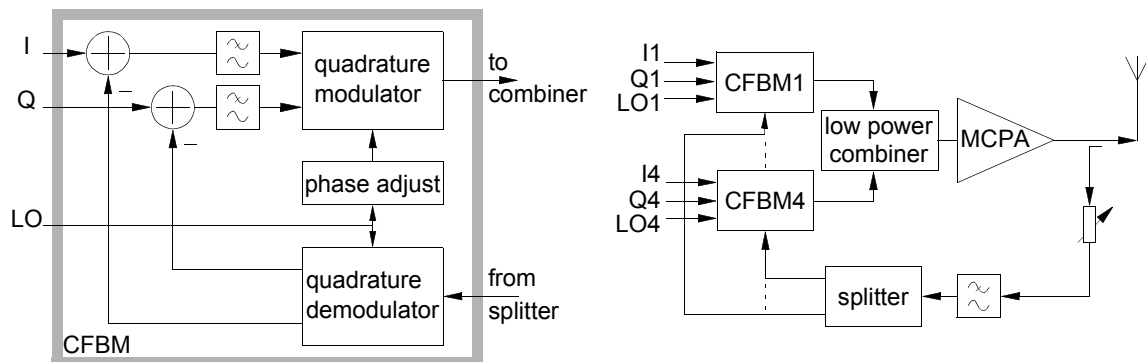 I
Q
quadrature
modulator
to
combiner
phase adjust
LO
quadrature
demodulator
from
splitter
CFBM
I1
Q1
LO1
CFBM1
low power
combiner
MCPA
I4
Q4
LO4
CFBM4
splitter